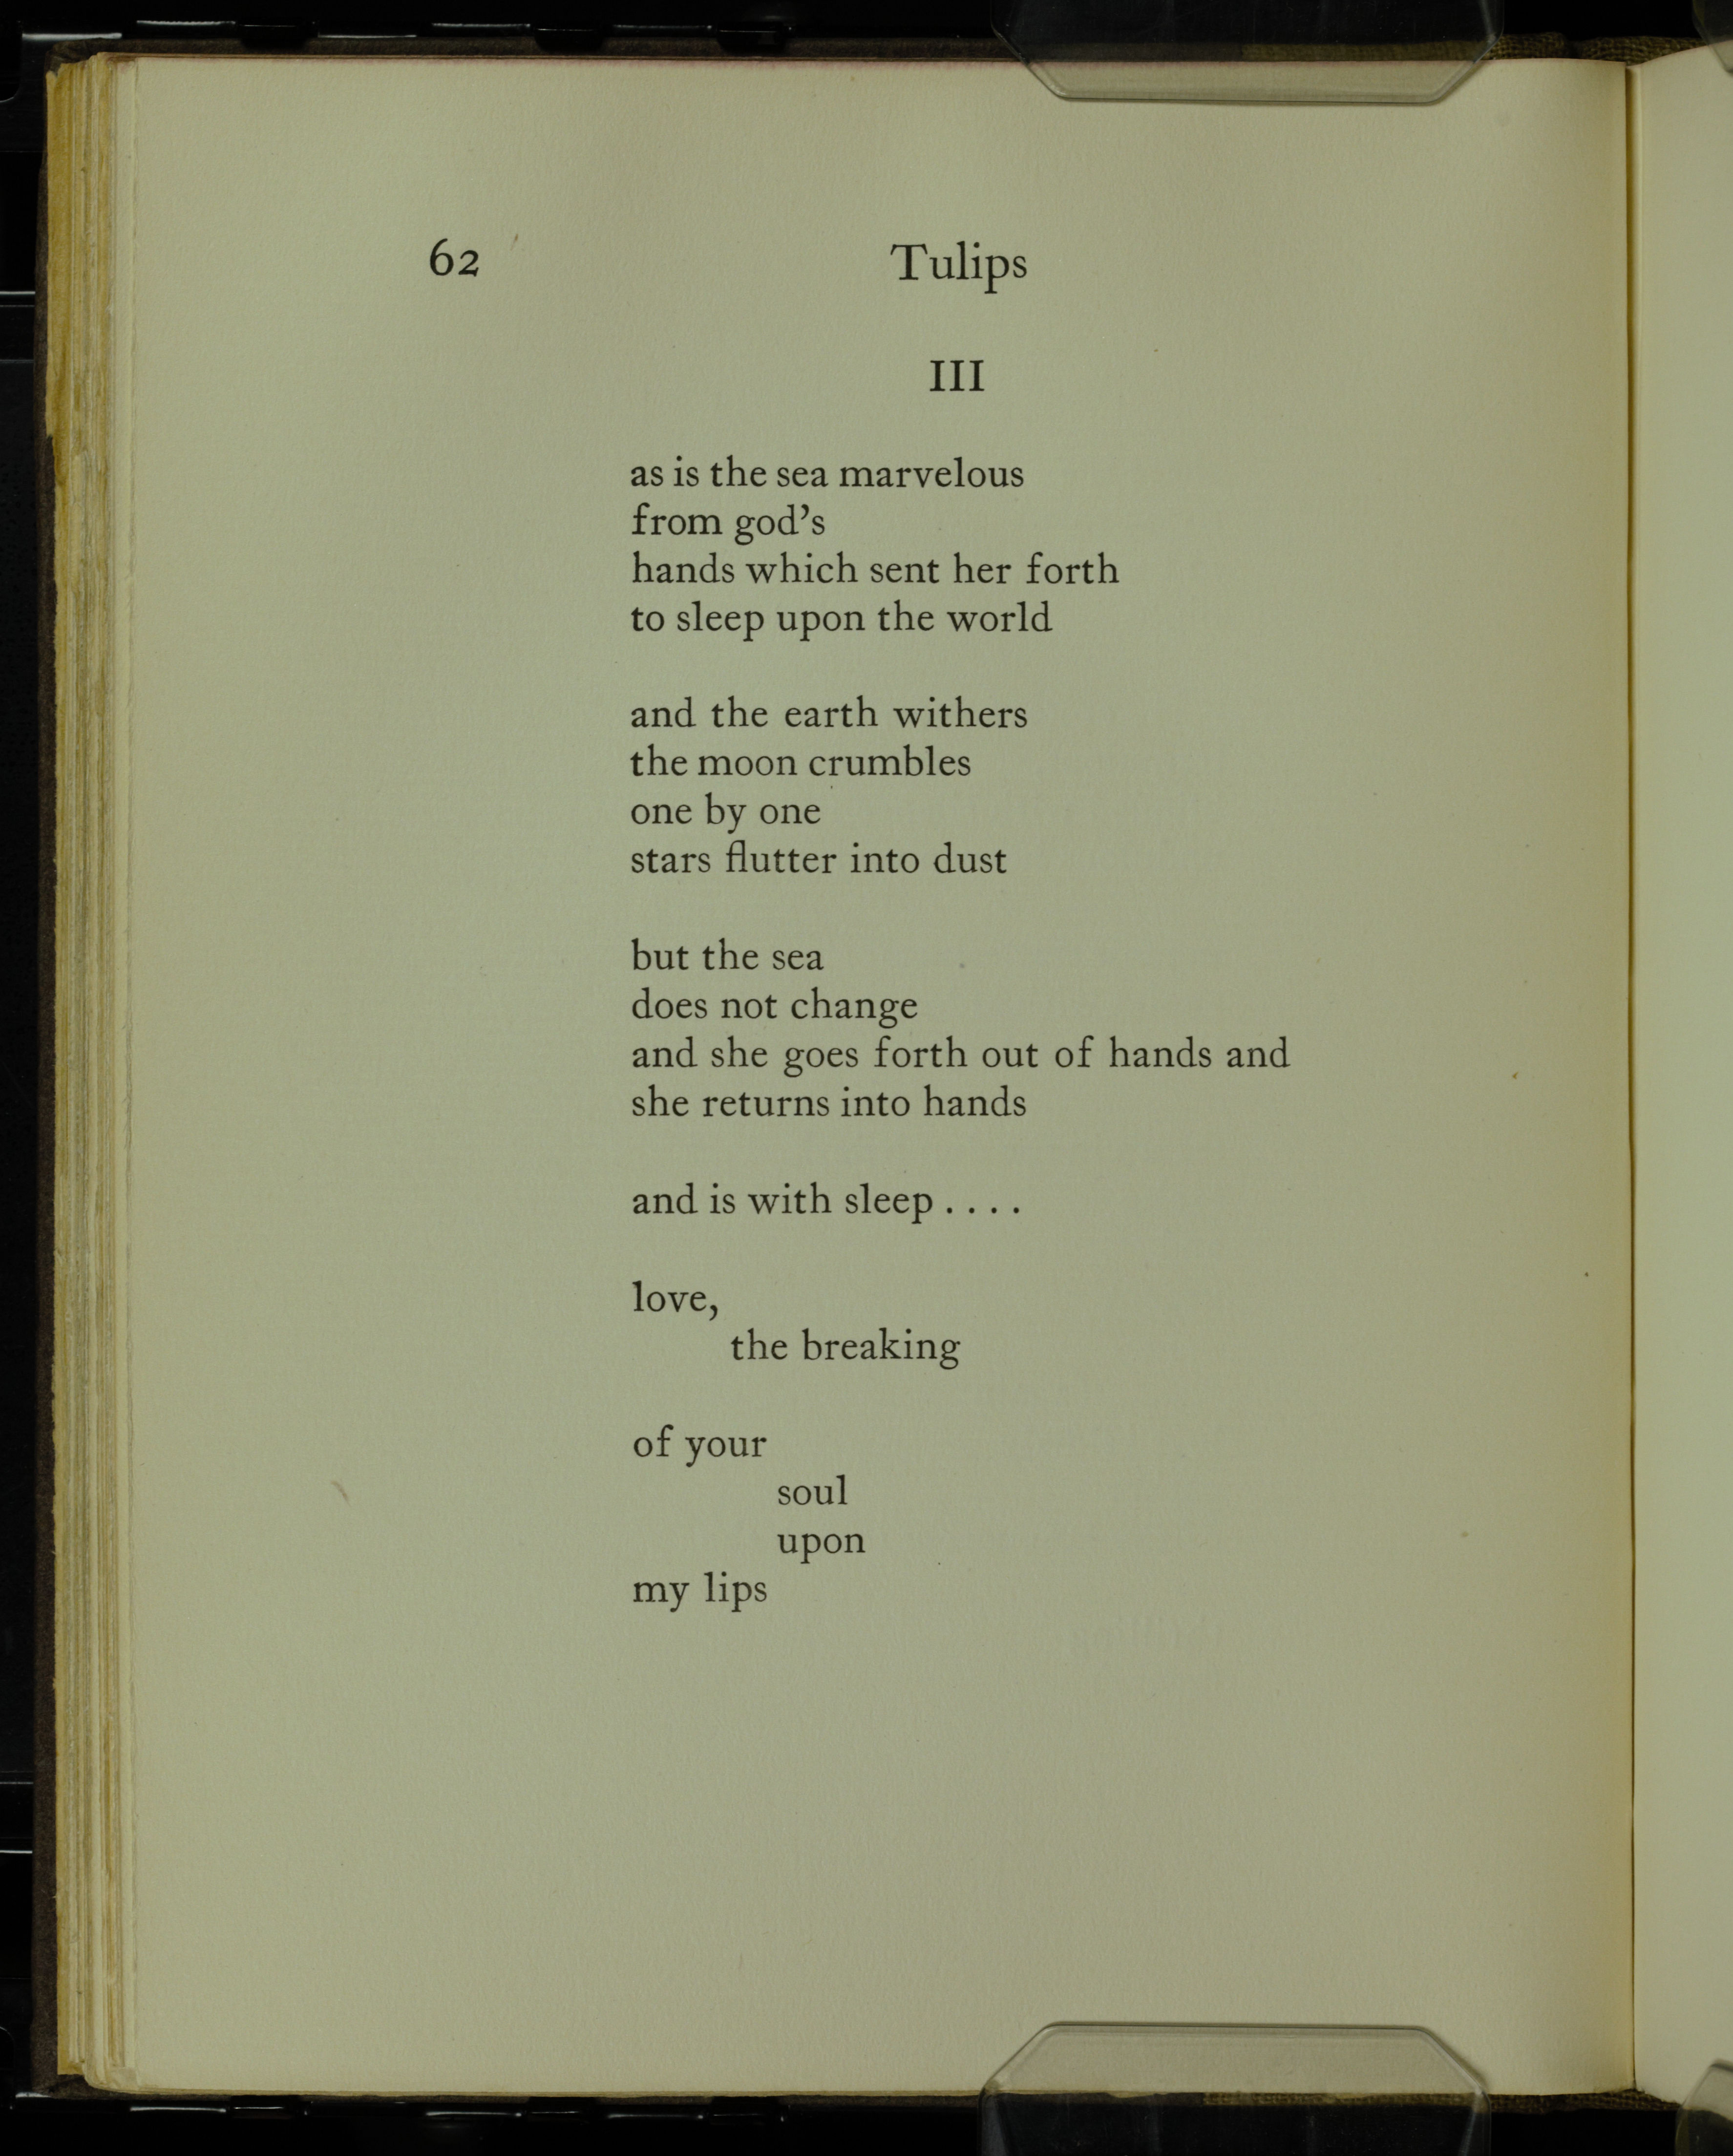 62 Tulips
III
as is the sea marvelous
from god’s
hands which sent her forth
to sleep upon the world
and the earth withers
the moon crumbles
one by one
stars flutter into dust
but the sea
does not change
and she goes forth out of hands and
she returns into hands
and is with sleep . . . .
love,
the breaking
of your
soul
upon
my lips